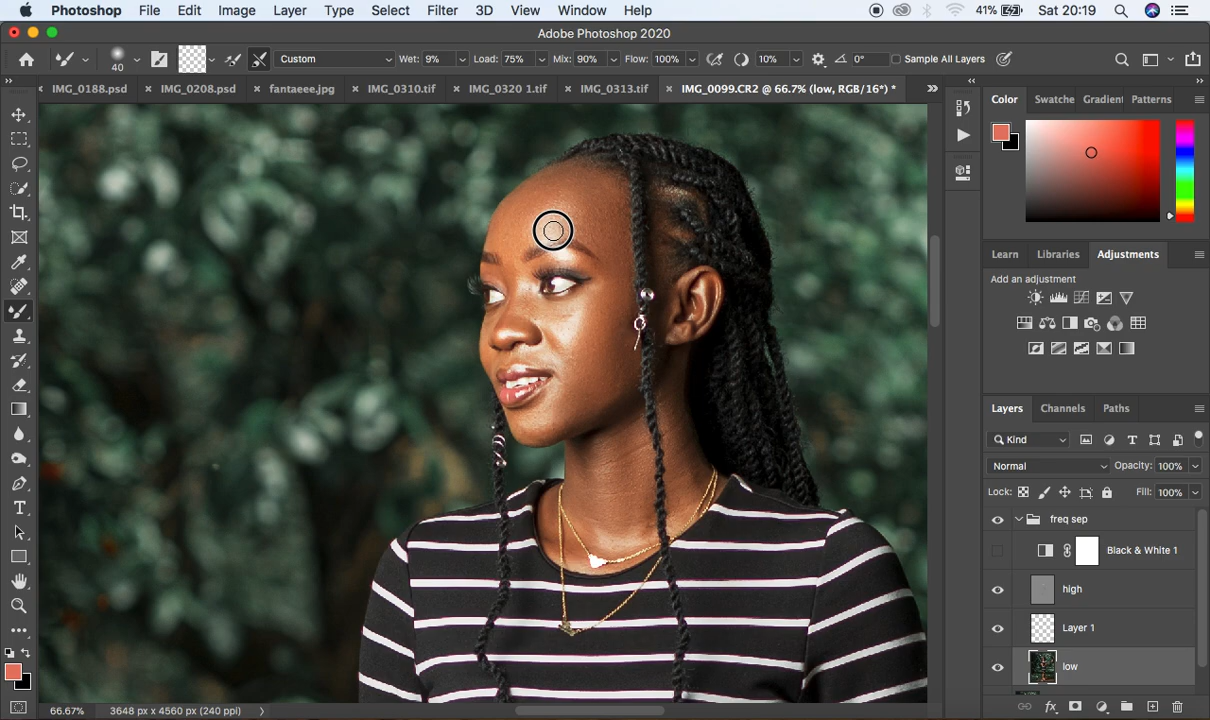 Photoshop File Edit Image Layer Type Select Filter 3D View Window Help 41% Sat 20:19
Adobe Photoshop 2020
40 Custom Wet: 9% Load: 75% Mix: 90% Flow: 100% 10% 0° Sample All Layers
IMG_0188.psd × IMG_0208.psd × fantaeee.jpg × IMG_0310.tif × IMG_0320 1.tif × IMG_0313.tif × IMG_0099.CR2 @ 66.7% (low, RGB/16*) *
Color Swatche Gradient Patterns
Learn Libraries Adjustments
Add an adjustment
Layers Channels Paths
Kind
Normal Opacity: 100%
Lock: Fill: 100%
freq sep
Black & White 1
high
Layer 1
low
66.67% 3648 px x 4560 px (240 ppi)